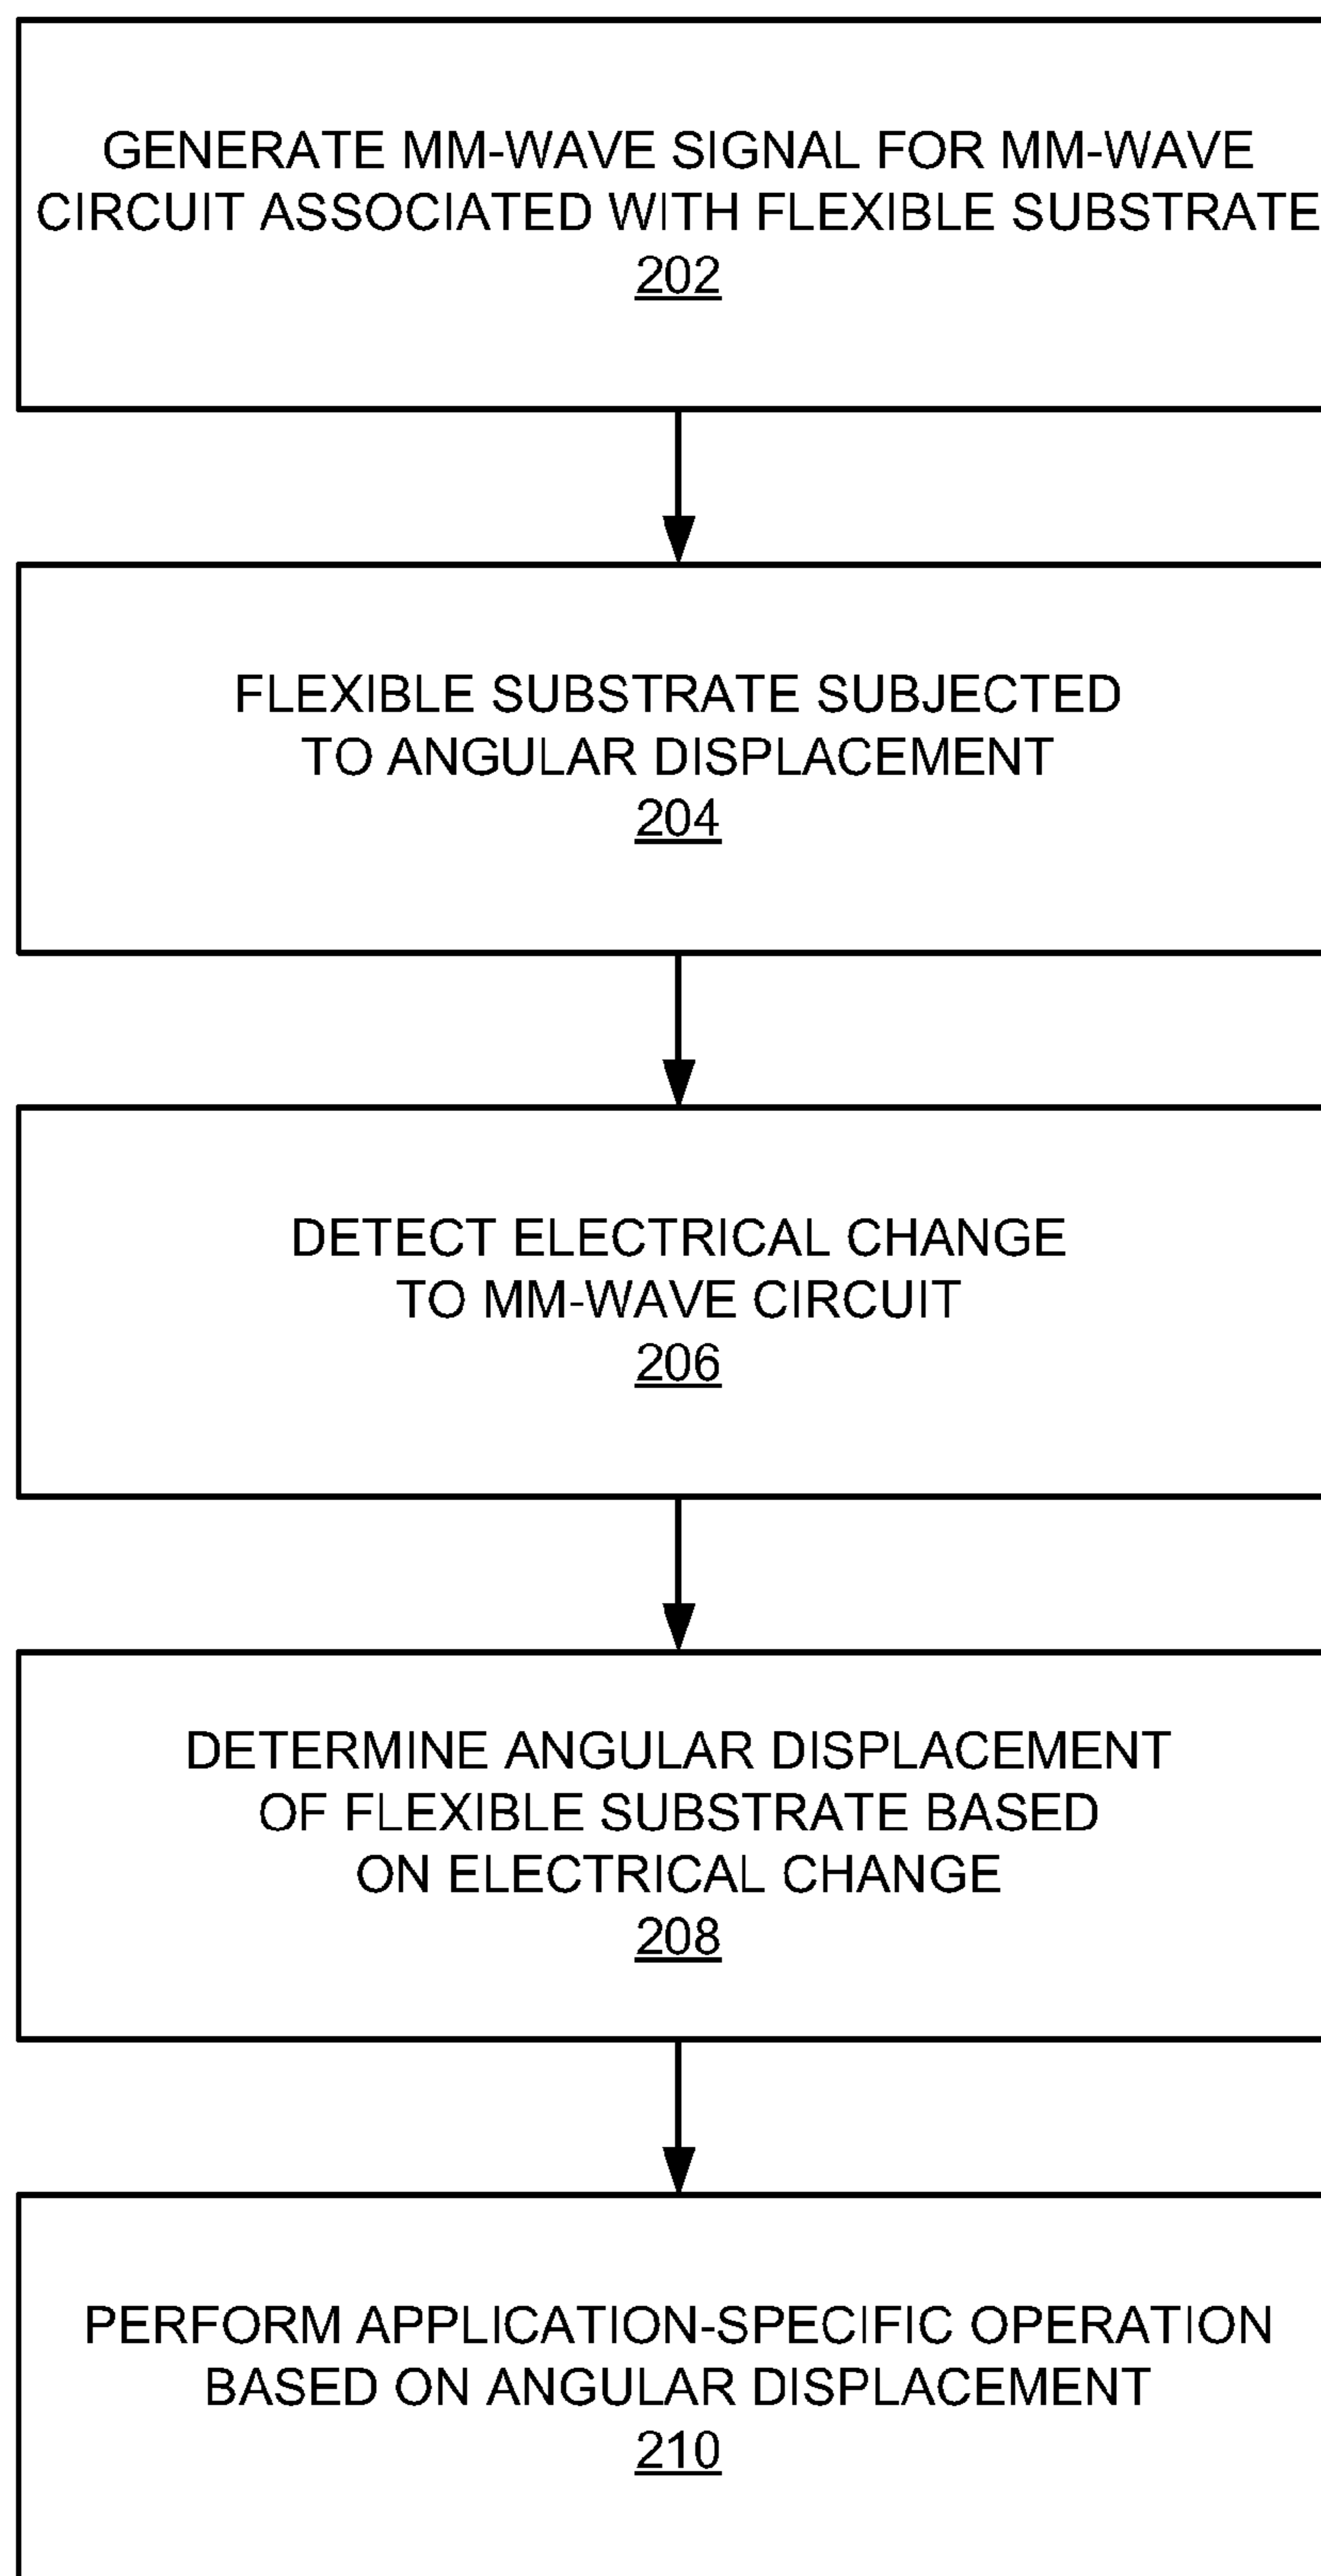 GENERATE MM-WAVE SIGNAL FOR MM-WAVE
CIRCUIT ASSOCIATED WITH FLEXIBLE SUBSTRATE
202
FLEXIBLE SUBSTRATE SUBJECTED
TO ANGULAR DISPLACEMENT
204
DETECT ELECTRICAL CHANGE
TO MM-WAVE CIRCUIT
206
DETERMINE ANGULAR DISPLACEMENT
OF FLEXIBLE SUBSTRATE BASED
ON ELECTRICAL CHANGE
208
PERFORM APPLICATION-SPECIFIC OPERATION
BASED ON ANGULAR DISPLACEMENT
210